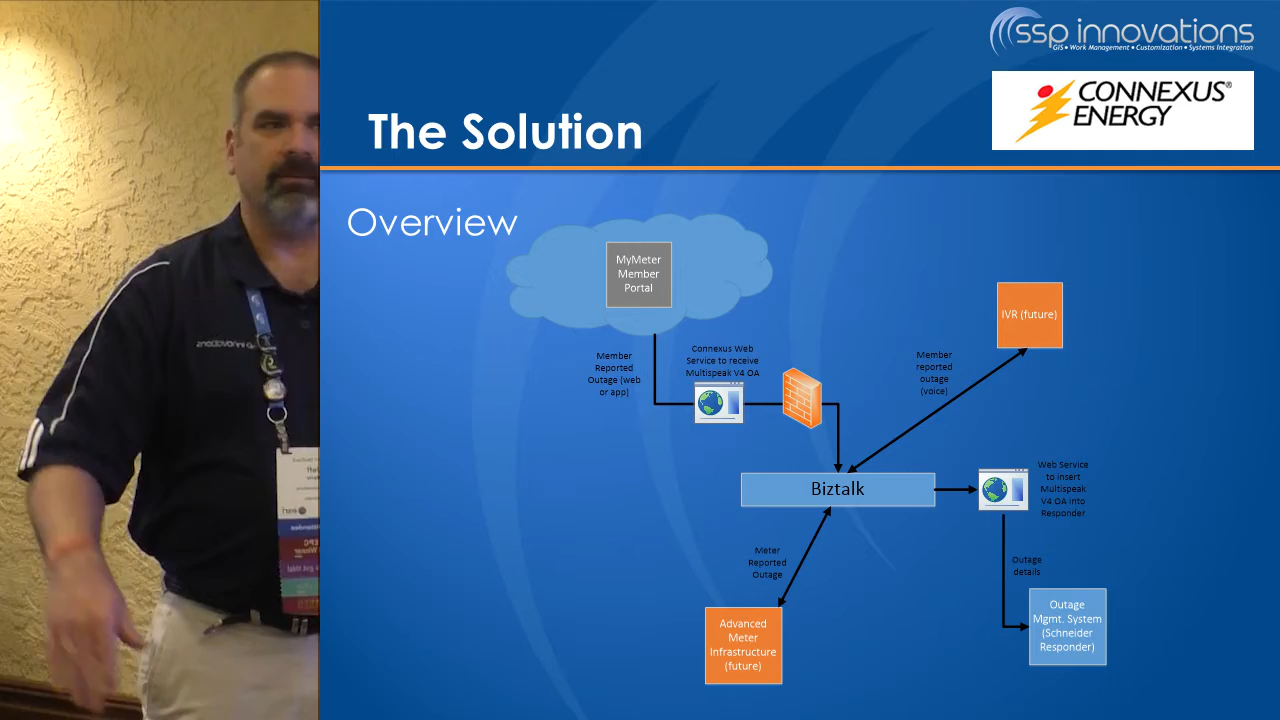 ssp innovations
GIS • Work Management • Customization • Systems Integration
CONNEXUS®
ENERGY
The Solution
Overview
MyMeter
Member
Portal
IVR (future)
Member
Reported
Outage (web
or app)
Connexus Web
Service to receive
Multispeak V4 OA
Member
reported
outage
(voice)
Biztalk
Web Service
to insert
Multispeak
V4 OA into
Responder
Meter
Reported
Outage
Outage
details
Advanced
Meter
Infrastructure
(future)
Outage
Mgmt. System
(Schneider
Responder)